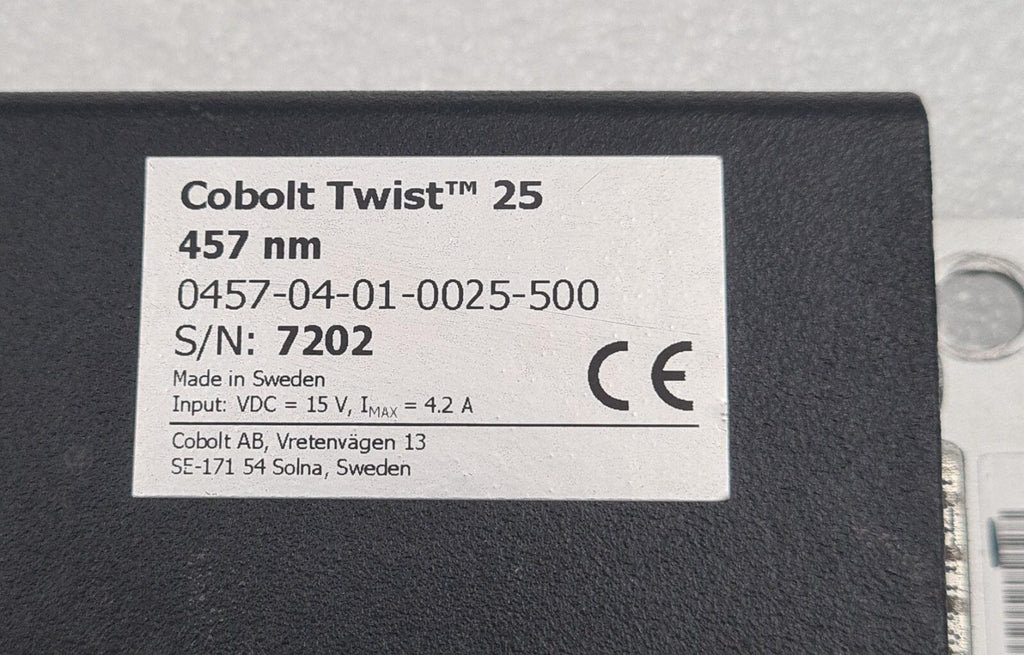 Cobolt Twist™ 25
457 nm
0457-04-01-0025-500
S/N: 7202
Made in Sweden
Input: VDC = 15 V, IMAX = 4.2 A
CE
Cobolt AB, Vretenvägen 13
SE-171 54 Solna, Sweden